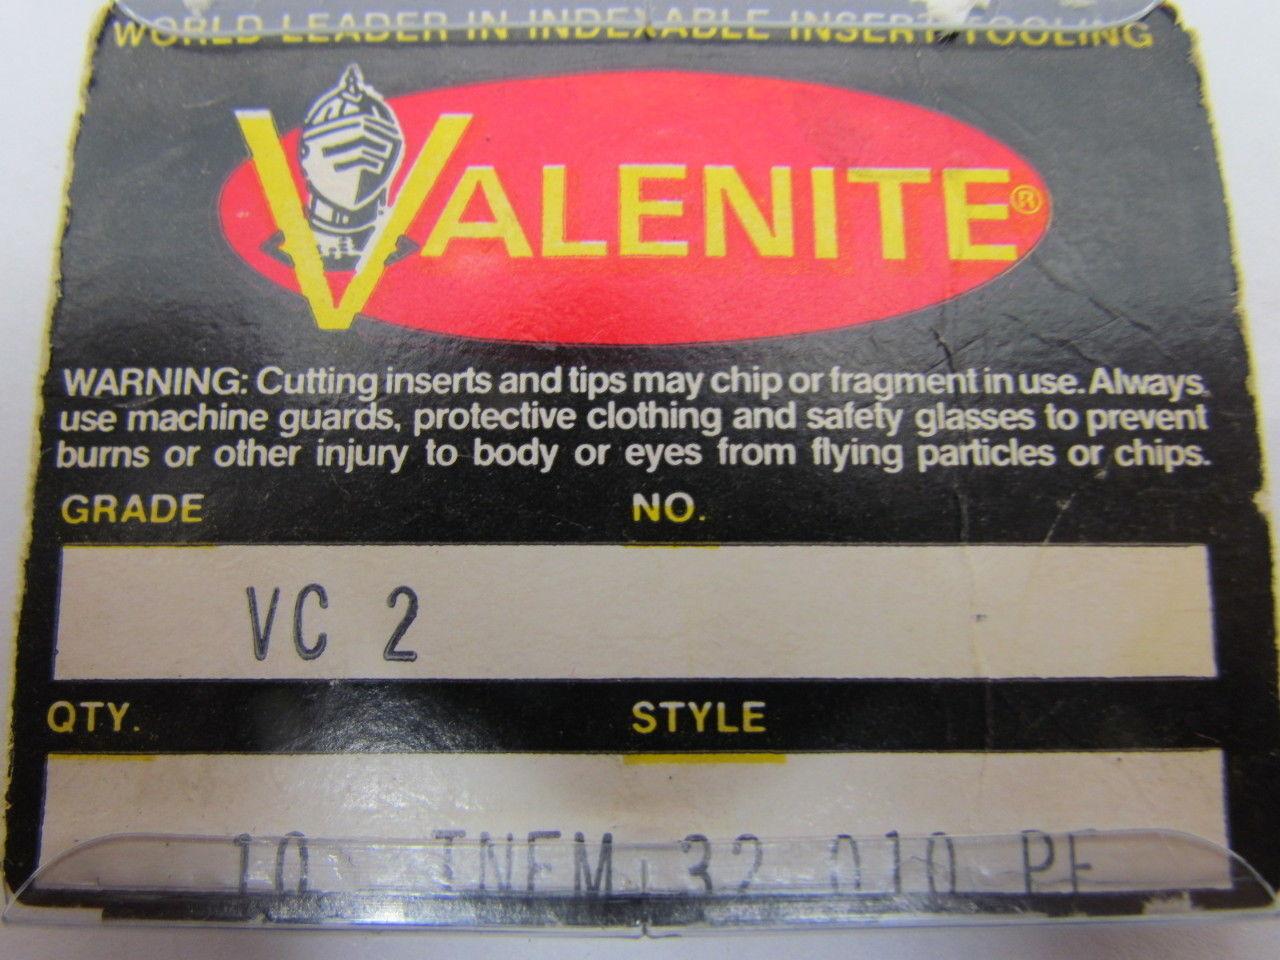 WORLD LEADER IN INDEXABLE INSERT TOOLING
VALENITE®
WARNING: Cutting inserts and tips may chip or fragment in use. Always
use machine guards, protective clothing and safety glasses to prevent
burns or other injury to body or eyes from flying particles or chips.
GRADE NO.
VC 2
QTY. STYLE
10 32 010